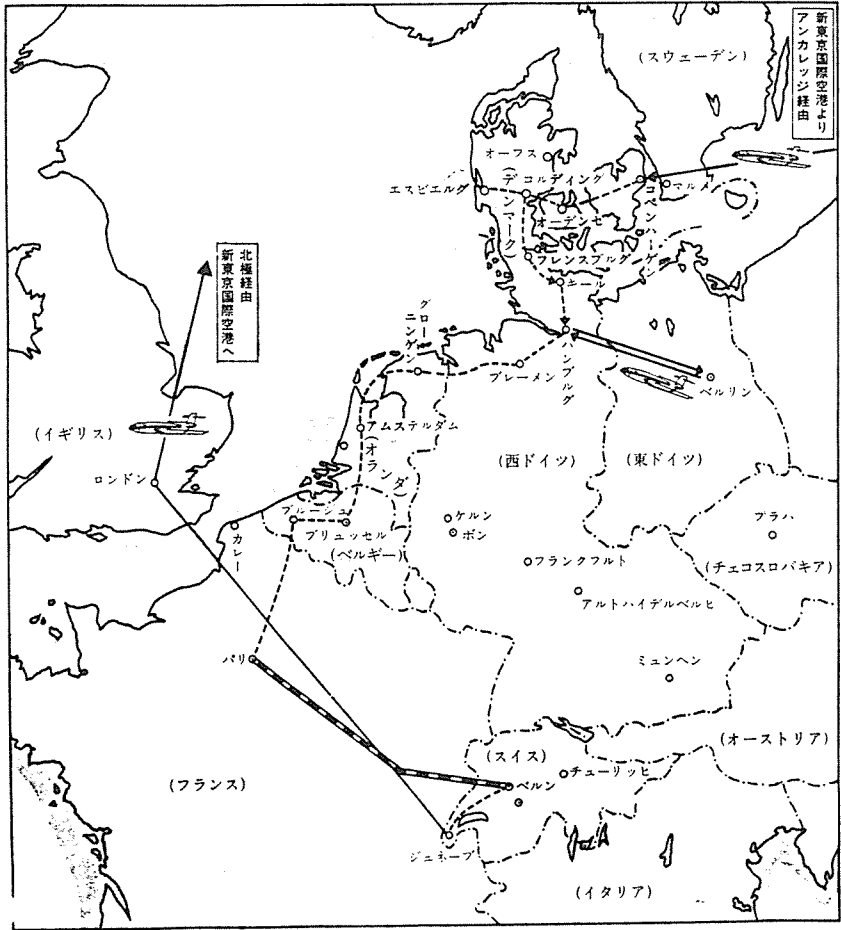 新東京国際空港より
アンカレッジ経由
(スウェーデン)
オーフス
コルディング
エスビエルグ
(デンマーク)
オーデンセ
コペンハーゲン
マルメ
フレンスブルグ
キール
北極経由
新東京国際空港へ
グローニンゲン
ハンブルグ
ブレーメン
ベルリン
(イギリス)
アムステルダム
(オランダ)
(西ドイツ)
(東ドイツ)
ロンドン
ブルージュ
ブリュッセル
(ベルギー)
カレー
ケルン
ボン
プラハ
フランクフルト
(チェコスロバキア)
アルトハイデルベルヒ
パリ
ミュンヘン
(オーストリア)
(スイス)
チューリッヒ
ベルン
(フランス)
ジュネーブ
(イタリア)